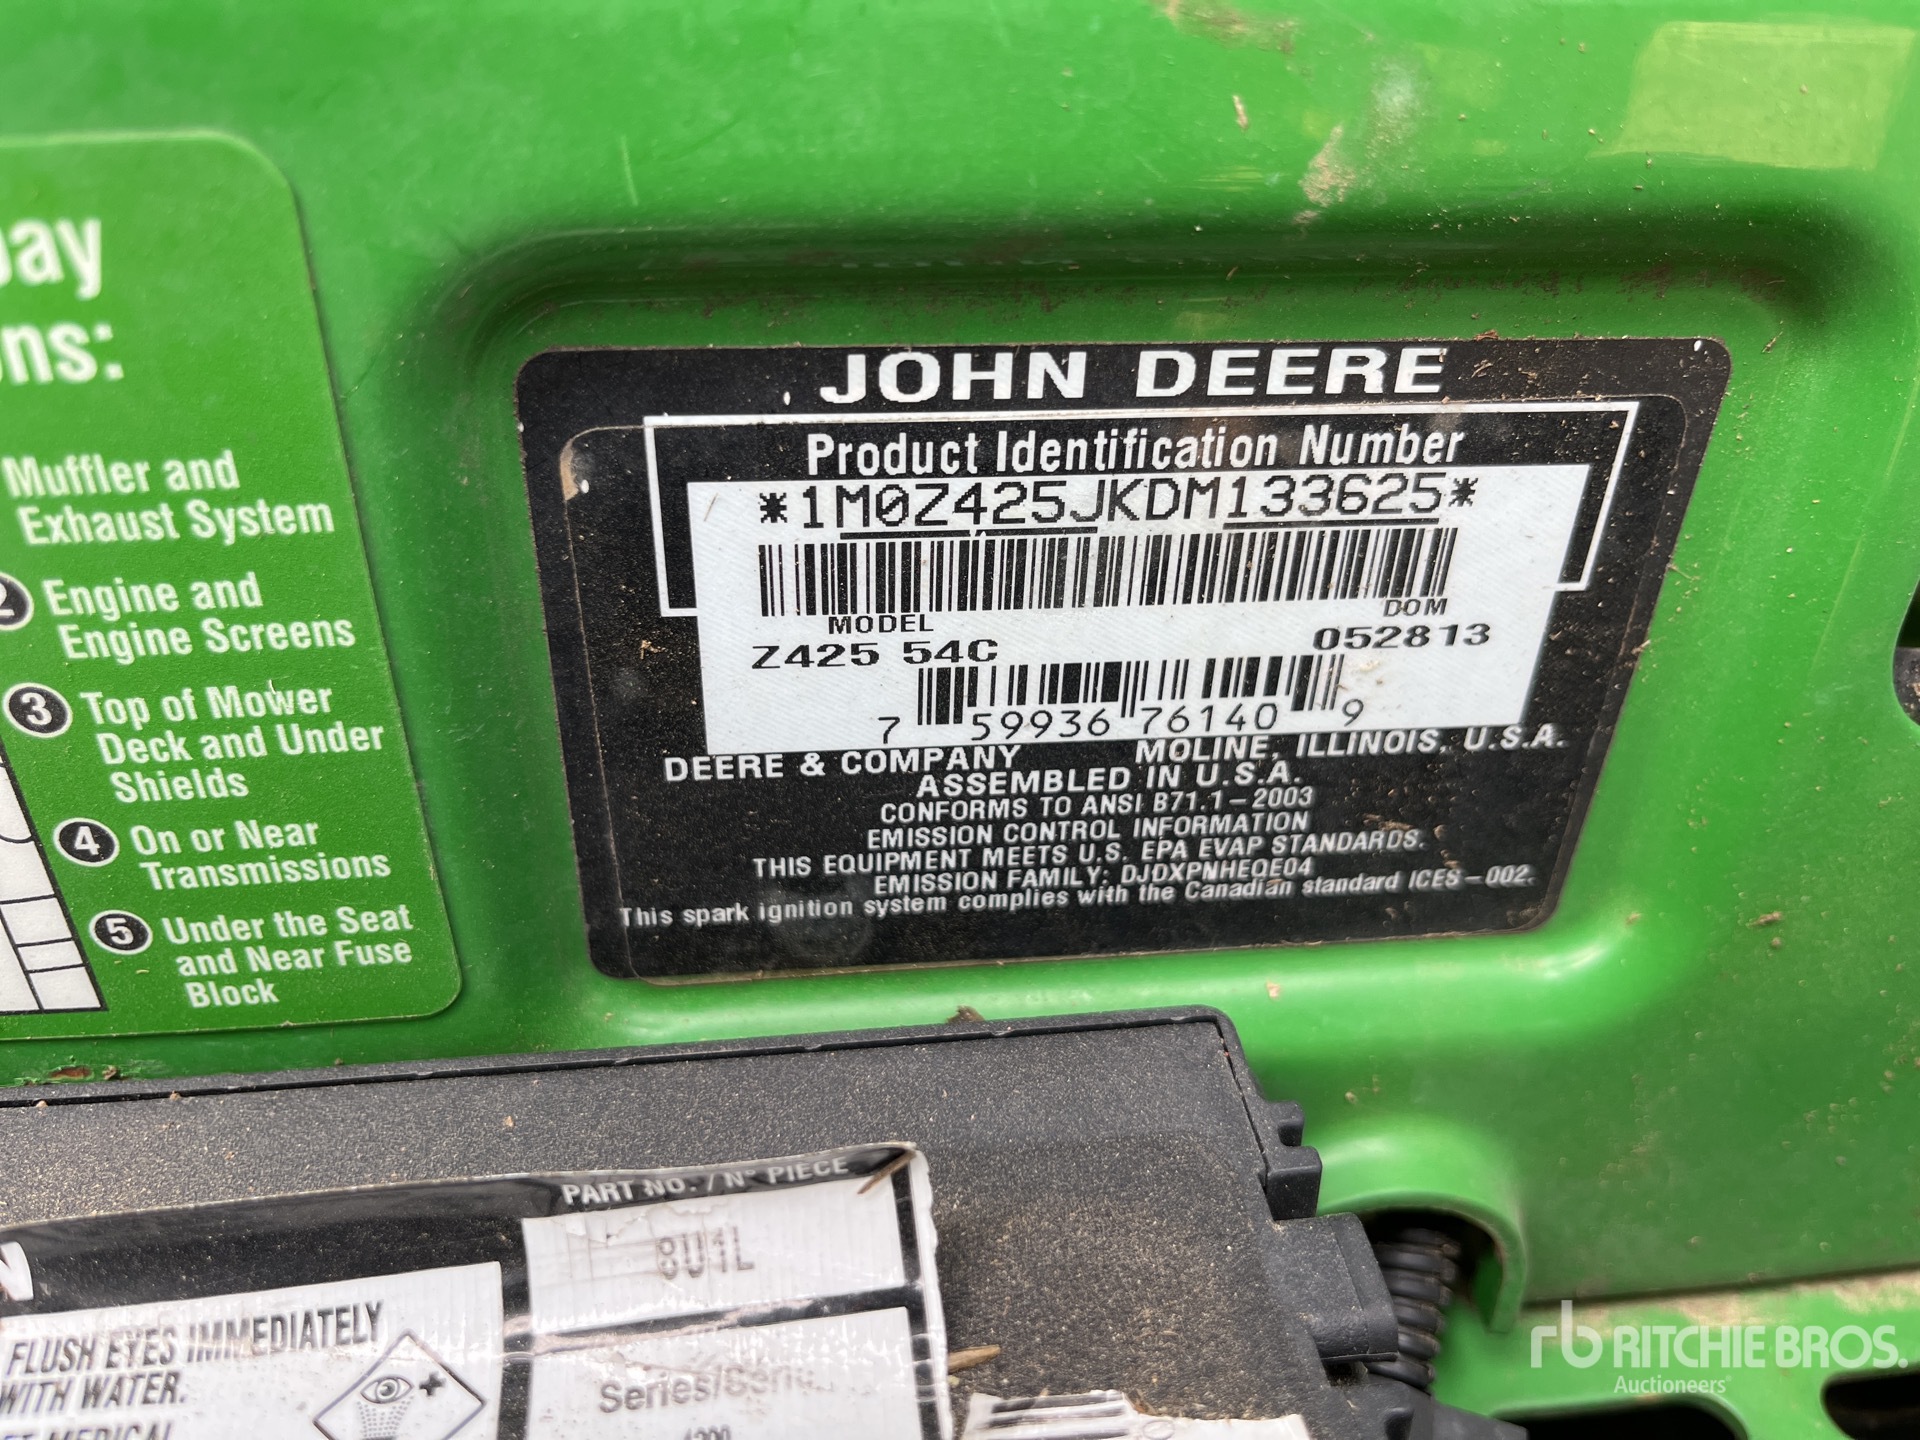 ns:
Muffler and
Exhaust System
2 Engine and
Engine Screens
3 Top of Mower
Deck and Under
Shields
4 On or Near
Transmissions
5 Under the Seat
and Near Fuse
Block
JOHN DEERE
Product Identification Number
*1M0Z425JKDM133625*
MODEL DOM
Z425 54C 052813
7 59936 76140 9
DEERE & COMPANY MOLINE, ILLINOIS, U.S.A.
ASSEMBLED IN U.S.A.
CONFORMS TO ANSI B71.1-2003
EMISSION CONTROL INFORMATION
THIS EQUIPMENT MEETS U.S. EPA EVAP STANDARDS.
EMISSION FAMILY: DJDXPNHEQE04
This spark ignition system complies with the Canadian standard ICES-002.
PART NO. / N° PIECE
8U1L
FLUSH EYES IMMEDIATELY
WITH WATER.
MEDICAL
rb RITCHIE BROS.
Auctioneers